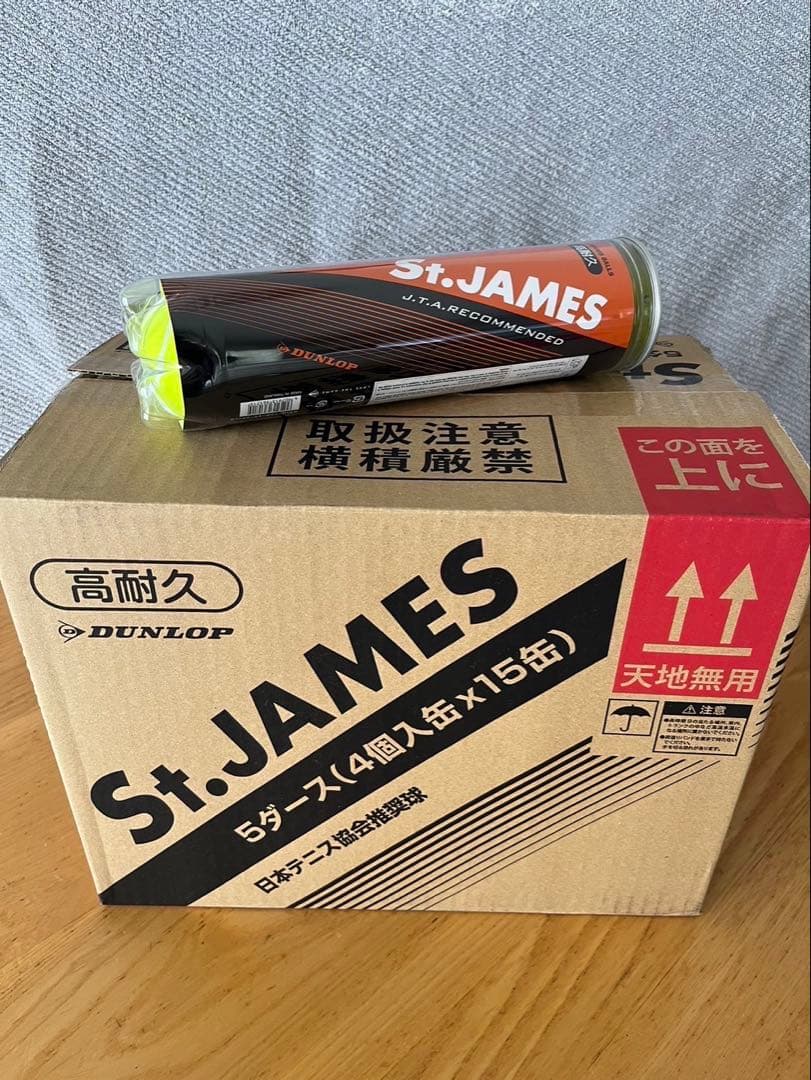 St.JAMES
J.T.A.RECOMMENDED
DUNLOP
取扱注意
横積厳禁
この面を
上に
天地無用
注意
高耐久
DUNLOP
St.JAMES
5ダース(4個入缶×15缶)
日本テニス協会推奨球